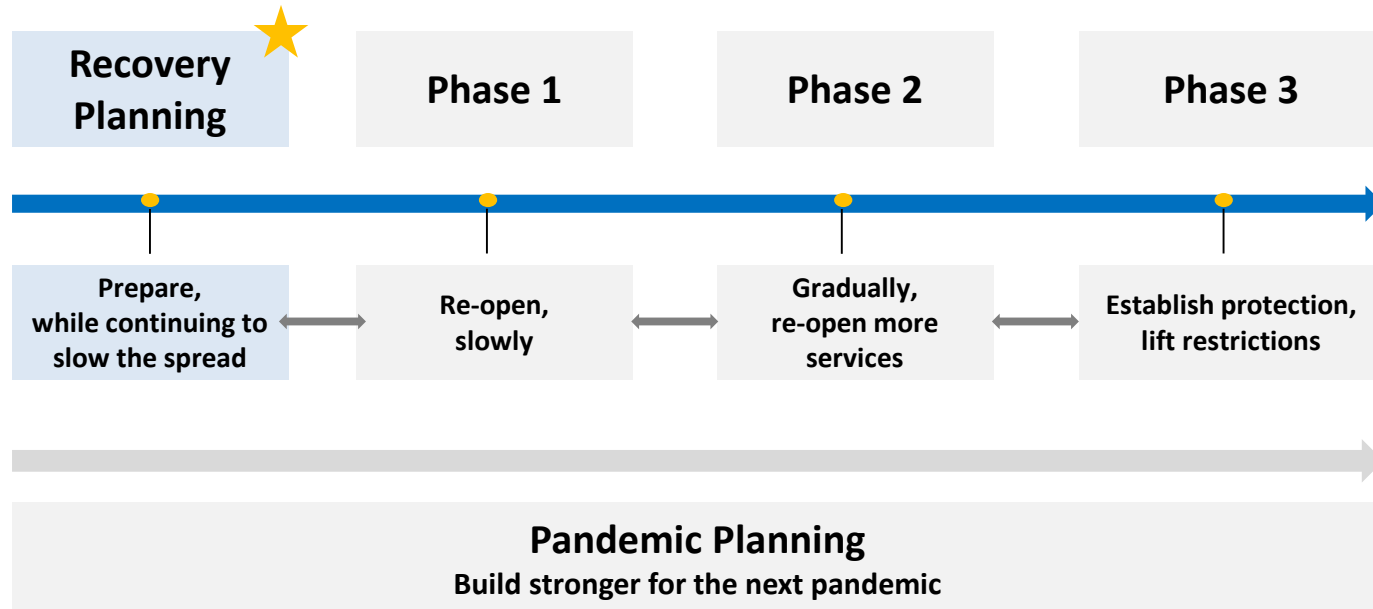 Recovery
Planning
Phase 1
Phase 2
Phase 3
Prepare,
while continuing to
slow the spread
Re-open,
slowly
Gradually,
re-open more
services
Establish protection,
lift restrictions
Pandemic Planning
Build stronger for the next pandemic